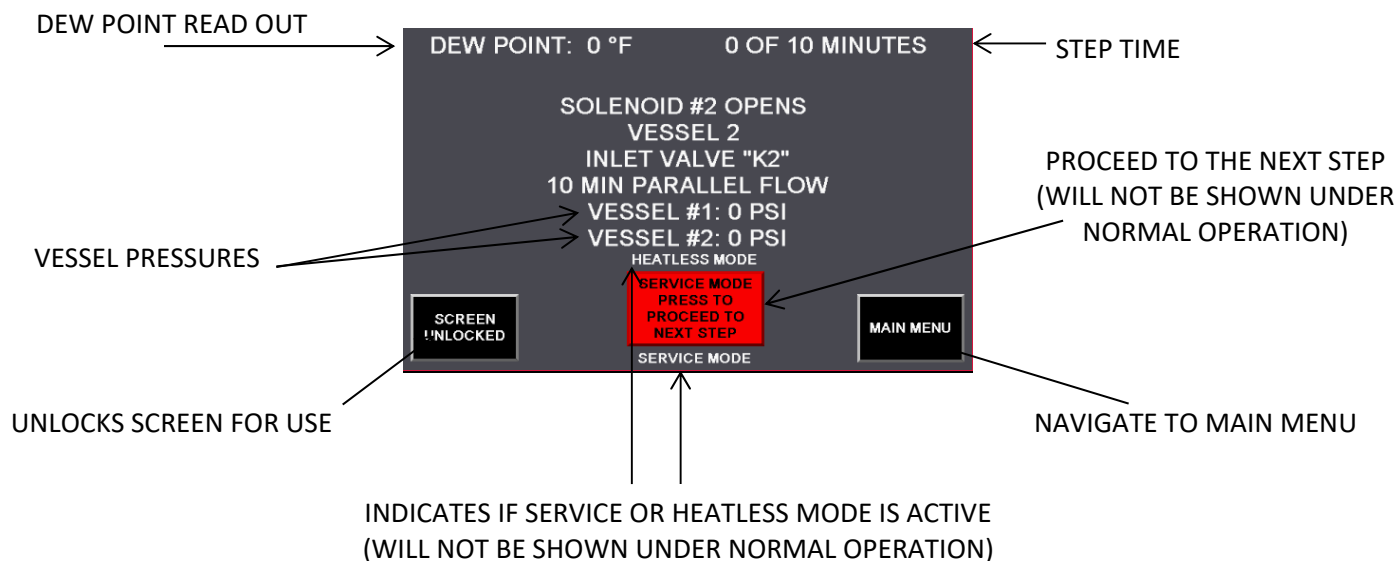 DEW POINT READ OUT
DEW POINT: 0 °F
0 OF 10 MINUTES
STEP TIME
SOLENOID #2 OPENS
VESSEL 2
INLET VALVE "K2"
10 MIN PARALLEL FLOW
VESSEL #1: 0 PSI
VESSEL #2: 0 PSI
HEATLESS MODE
SERVICE MODE
PRESS TO
PROCEED TO
NEXT STEP
SERVICE MODE
SCREEN
UNLOCKED
MAIN MENU
PROCEED TO THE NEXT STEP
(WILL NOT BE SHOWN UNDER
NORMAL OPERATION)
VESSEL PRESSURES
UNLOCKS SCREEN FOR USE
NAVIGATE TO MAIN MENU
INDICATES IF SERVICE OR HEATLESS MODE IS ACTIVE
(WILL NOT BE SHOWN UNDER NORMAL OPERATION)